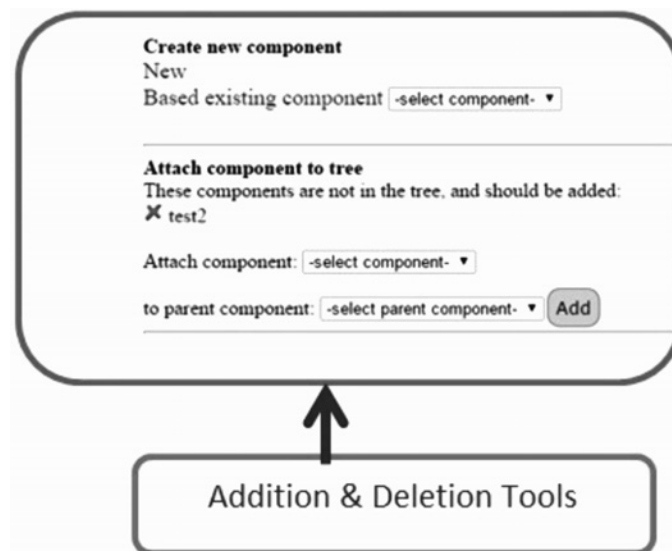 Create new component
New
Based existing component -select component- ▼
Attach component to tree
These components are not in the tree, and should be added:
✖ test2
Attach component: -select component- ▼
to parent component: -select parent component- ▼ Add
Addition & Deletion Tools